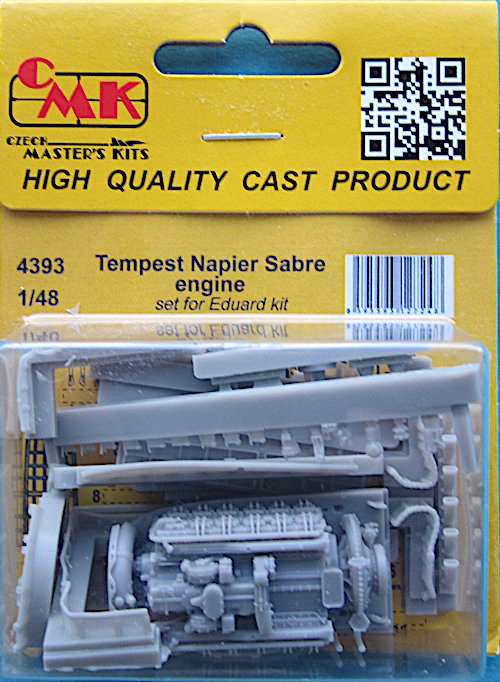 CMK
CZECH
MASTER'S KITS
HIGH QUALITY CAST PRODUCT
4393
Tempest Napier Sabre
engine
1/48
set for Eduard kit
8